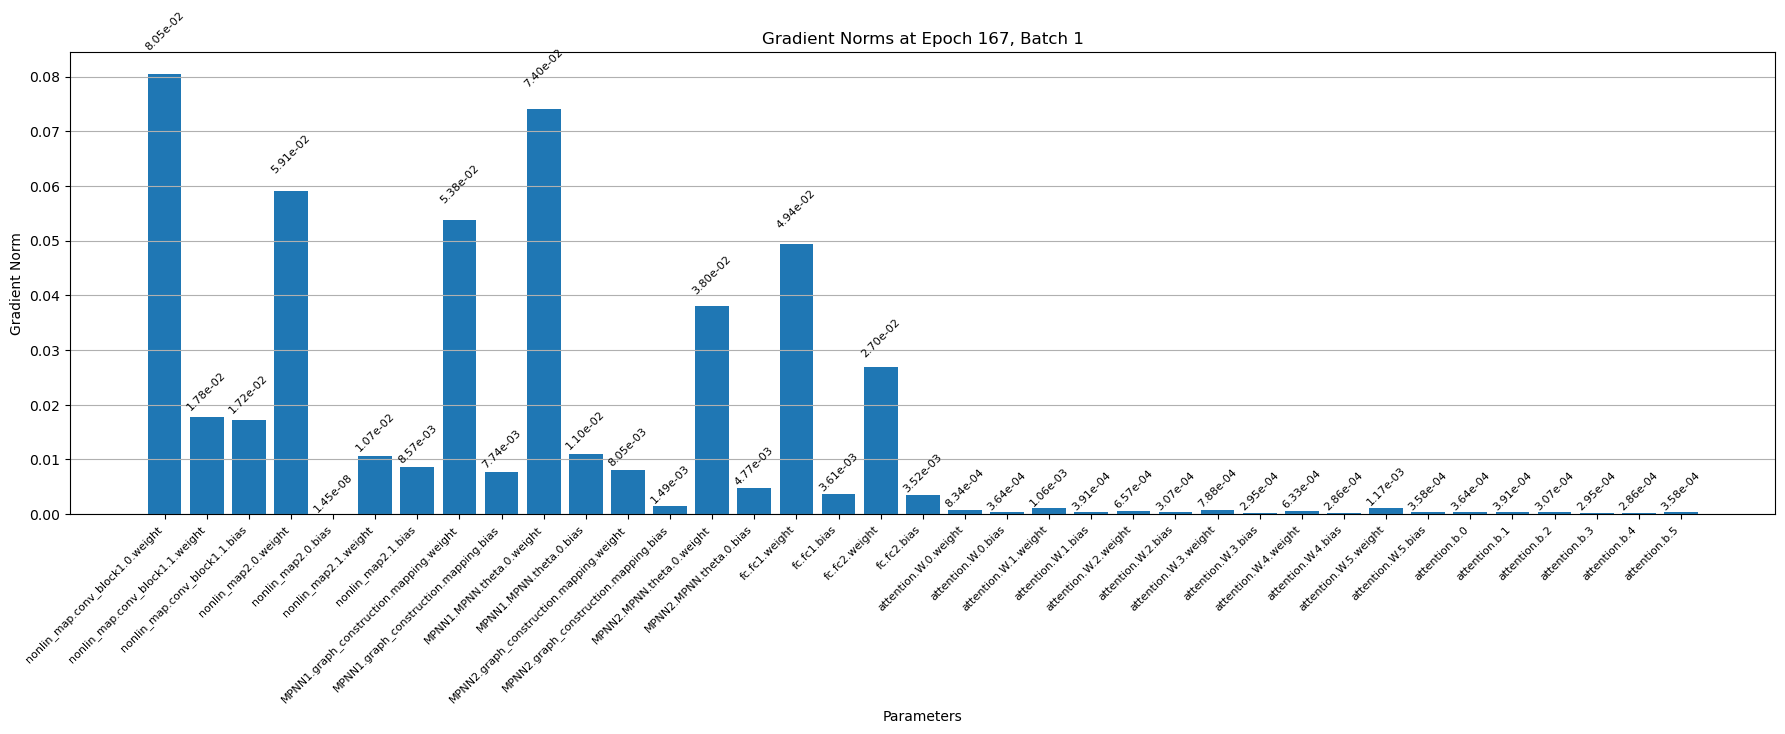 Gradient Norms at Epoch 167, Batch 1
Gradient Norm
0.08
0.07
0.06
0.05
0.04
0.03
0.02
0.01
0.00
8.05e-02
1.78e-02
1.72e-02
5.91e-02
1.45e-08
1.07e-02
8.57e-03
5.38e-02
7.74e-03
7.40e-02
1.10e-02
8.05e-03
1.49e-03
3.80e-02
4.77e-03
4.94e-02
3.61e-03
2.70e-02
3.52e-03
8.34e-04
3.64e-04
1.06e-03
3.91e-04
6.57e-04
3.07e-04
7.88e-04
2.95e-04
6.33e-04
2.86e-04
1.17e-03
3.58e-04
3.64e-04
3.91e-04
3.07e-04
2.95e-04
2.86e-04
3.58e-04
nonlin_map.conv_block1.0.weight
nonlin_map.conv_block1.1.weight
nonlin_map.conv_block1.1.bias
nonlin_map2.0.weight
nonlin_map2.0.bias
nonlin_map2.1.weight
nonlin_map2.1.bias
MPNN1.graph_construction.mapping.weight
MPNN1.graph_construction.mapping.bias
MPNN1.MPNN.theta.0.weight
MPNN1.MPNN.theta.0.bias
MPNN2.graph_construction.mapping.weight
MPNN2.graph_construction.mapping.bias
MPNN2.MPNN.theta.0.weight
MPNN2.MPNN.theta.0.bias
fc.fc1.weight
fc.fc1.bias
fc.fc2.weight
fc.fc2.bias
attention.W.0.weight
attention.W.0.bias
attention.W.1.weight
attention.W.1.bias
attention.W.2.weight
attention.W.2.bias
attention.W.3.weight
attention.W.3.bias
attention.W.4.weight
attention.W.4.bias
attention.W.5.weight
attention.W.5.bias
attention.b.0
attention.b.1
attention.b.2
attention.b.3
attention.b.4
attention.b.5
Parameters